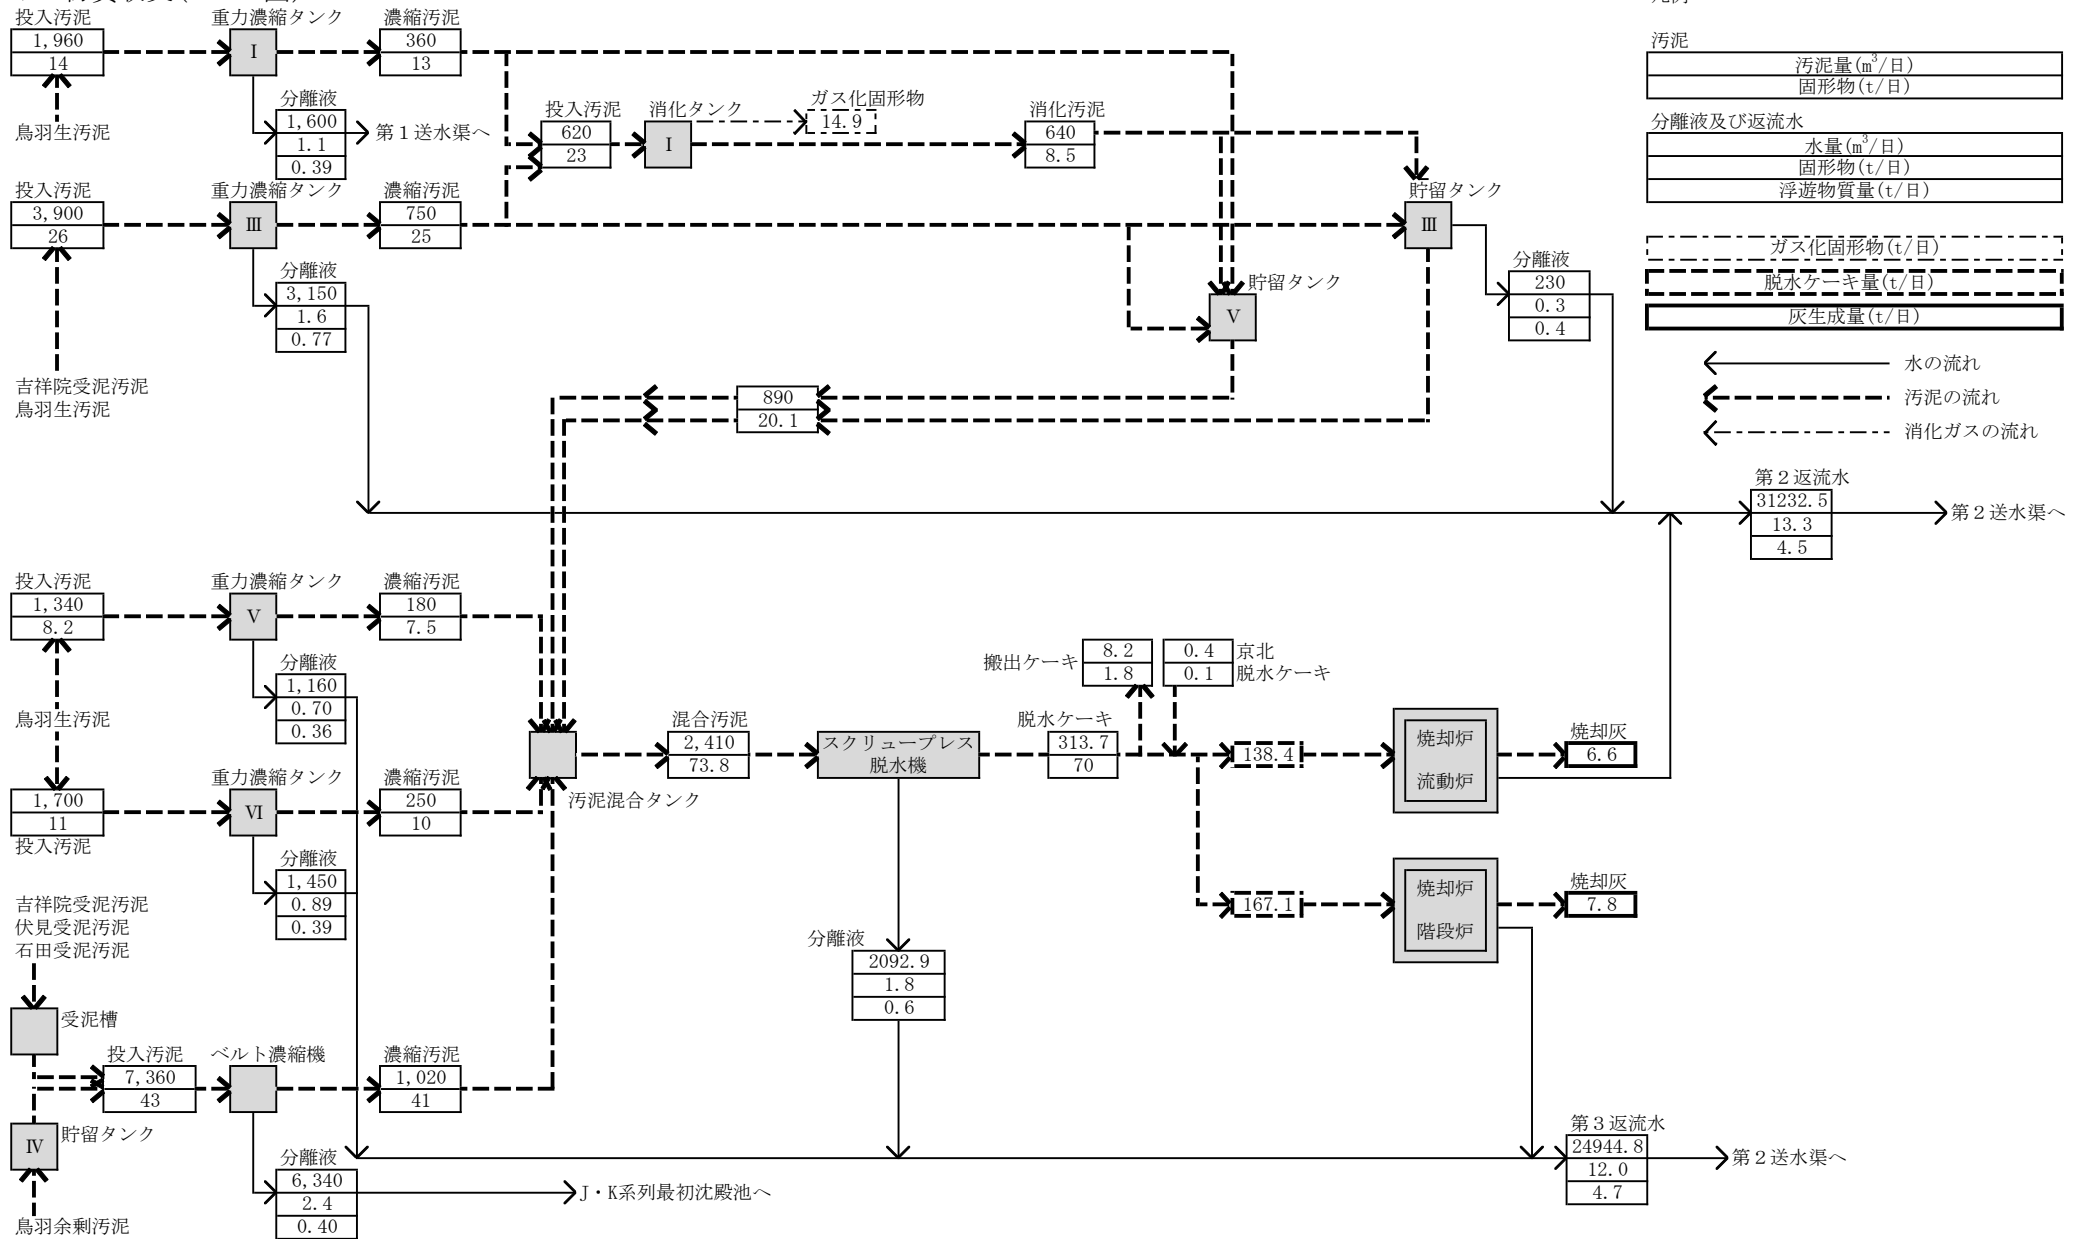 投入汚泥
1,960
14
鳥羽生汚泥
重力濃縮タンク
Ⅰ
濃縮汚泥
360
13
分離液
1,600
1.1
0.39
第1送水渠へ
投入汚泥
620
23
消化タンク
Ⅰ
ガス化固形物
14.9
消化汚泥
640
8.5
投入汚泥
3,900
26
吉祥院受泥汚泥
鳥羽生汚泥
重力濃縮タンク
Ⅲ
濃縮汚泥
750
25
分離液
3,150
1.6
0.77
貯留タンク
Ⅲ
分離液
230
0.3
0.4
貯留タンク
Ⅴ
890
20.1
汚泥
汚泥量(m³/日)
固形物(t/日)
分離液及び返流水
水量(m³/日)
固形物(t/日)
浮遊物質量(t/日)
ガス化固形物(t/日)
脱水ケーキ量(t/日)
灰生成量(t/日)
水の流れ
汚泥の流れ
消化ガスの流れ
第2返流水
31232.5
13.3
4.5
第2送水渠へ
投入汚泥
1,340
8.2
重力濃縮タンク
Ⅴ
濃縮汚泥
180
7.5
分離液
1,160
0.70
0.36
鳥羽生汚泥
1,700
11
投入汚泥
重力濃縮タンク
Ⅵ
濃縮汚泥
250
10
分離液
1,450
0.89
0.39
汚泥混合タンク
混合汚泥
2,410
73.8
スクリュープレス
脱水機
脱水ケーキ
313.7
70
搬出ケーキ
8.2
1.8
0.4
0.1
京北
脱水ケーキ
138.4
焼却炉
流動炉
焼却灰
6.6
167.1
焼却炉
階段炉
焼却灰
7.8
分離液
2092.9
1.8
0.6
吉祥院受泥汚泥
伏見受泥汚泥
石田受泥汚泥
受泥槽
投入汚泥
7,360
43
ベルト濃縮機
濃縮汚泥
1,020
41
Ⅳ
貯留タンク
鳥羽余剰汚泥
分離液
6,340
2.4
0.40
J・K系列最初沈殿池へ
第3返流水
24944.8
12.0
4.7
第2送水渠へ